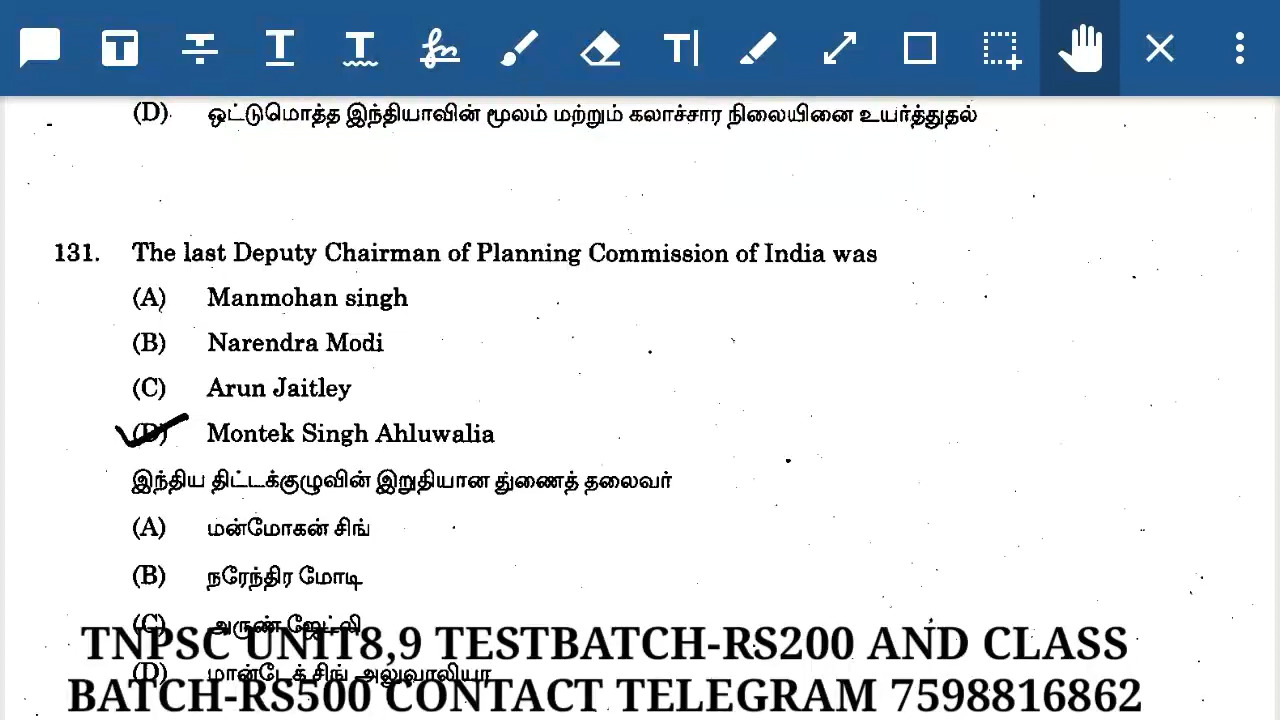 (D) ஒட்டுமொத்த இந்தியாவின் மூலம் மற்றும் கலாச்சார நிலையினை உயர்த்துதல்
131. The last Deputy Chairman of Planning Commission of India was
(A) Manmohan singh
(B) Narendra Modi
(C) Arun Jaitley
(D) Montek Singh Ahluwalia
இந்திய திட்டக்குழுவின் இறுதியான துணைத் தலைவர்
(A) மன்மோகன் சிங்
(B) நரேந்திர மோடி
(C) அருண் ஜேட்லி
TNPSC UNIT8,9 TESTBATCH-RS200 AND CLASS
(D) மான்டேக் சிங் அலுவாலியா
BATCH-RS500 CONTACT TELEGRAM 7598816862